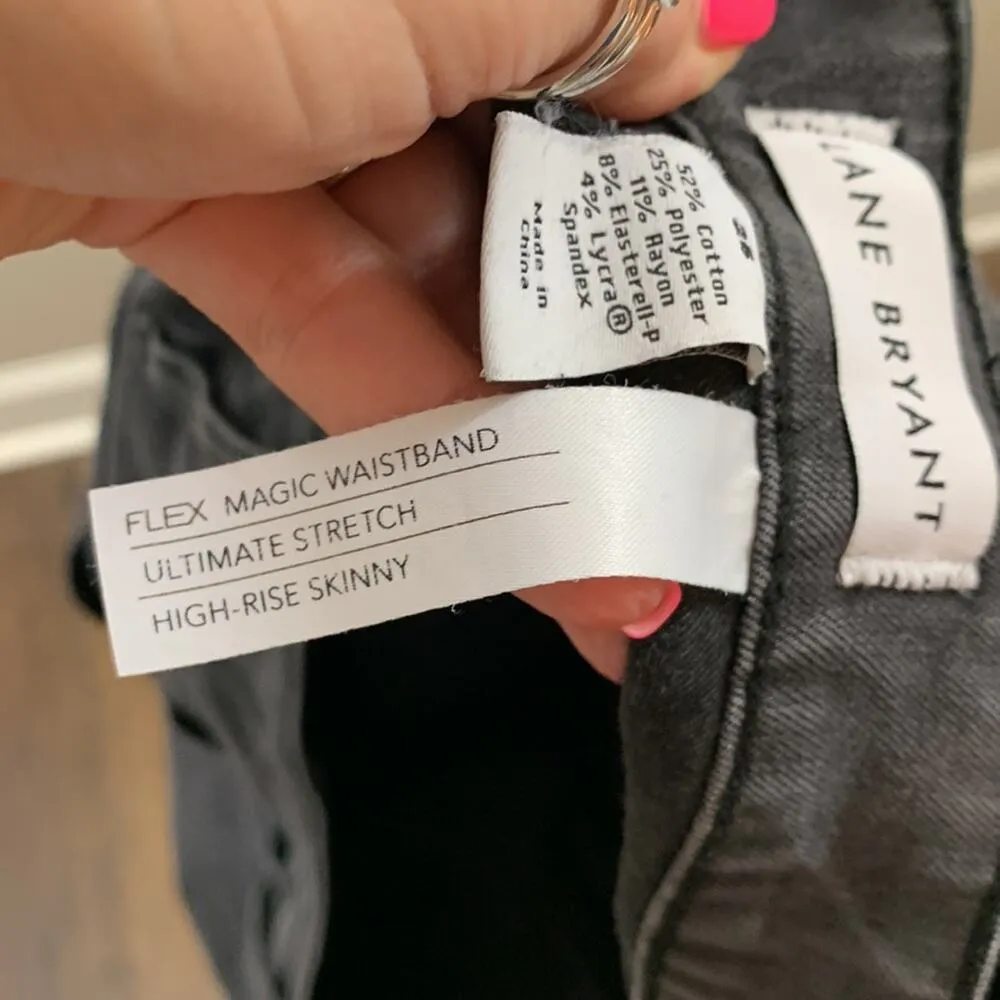 26
52% Cotton
25% Polyester
11% Rayon
8% Elasterell-P
4% Lycra®
Spandex
Made in
China
LANE BRYANT
FLEX MAGIC WAISTBAND
ULTIMATE STRETCH
HIGH-RISE SKINNY